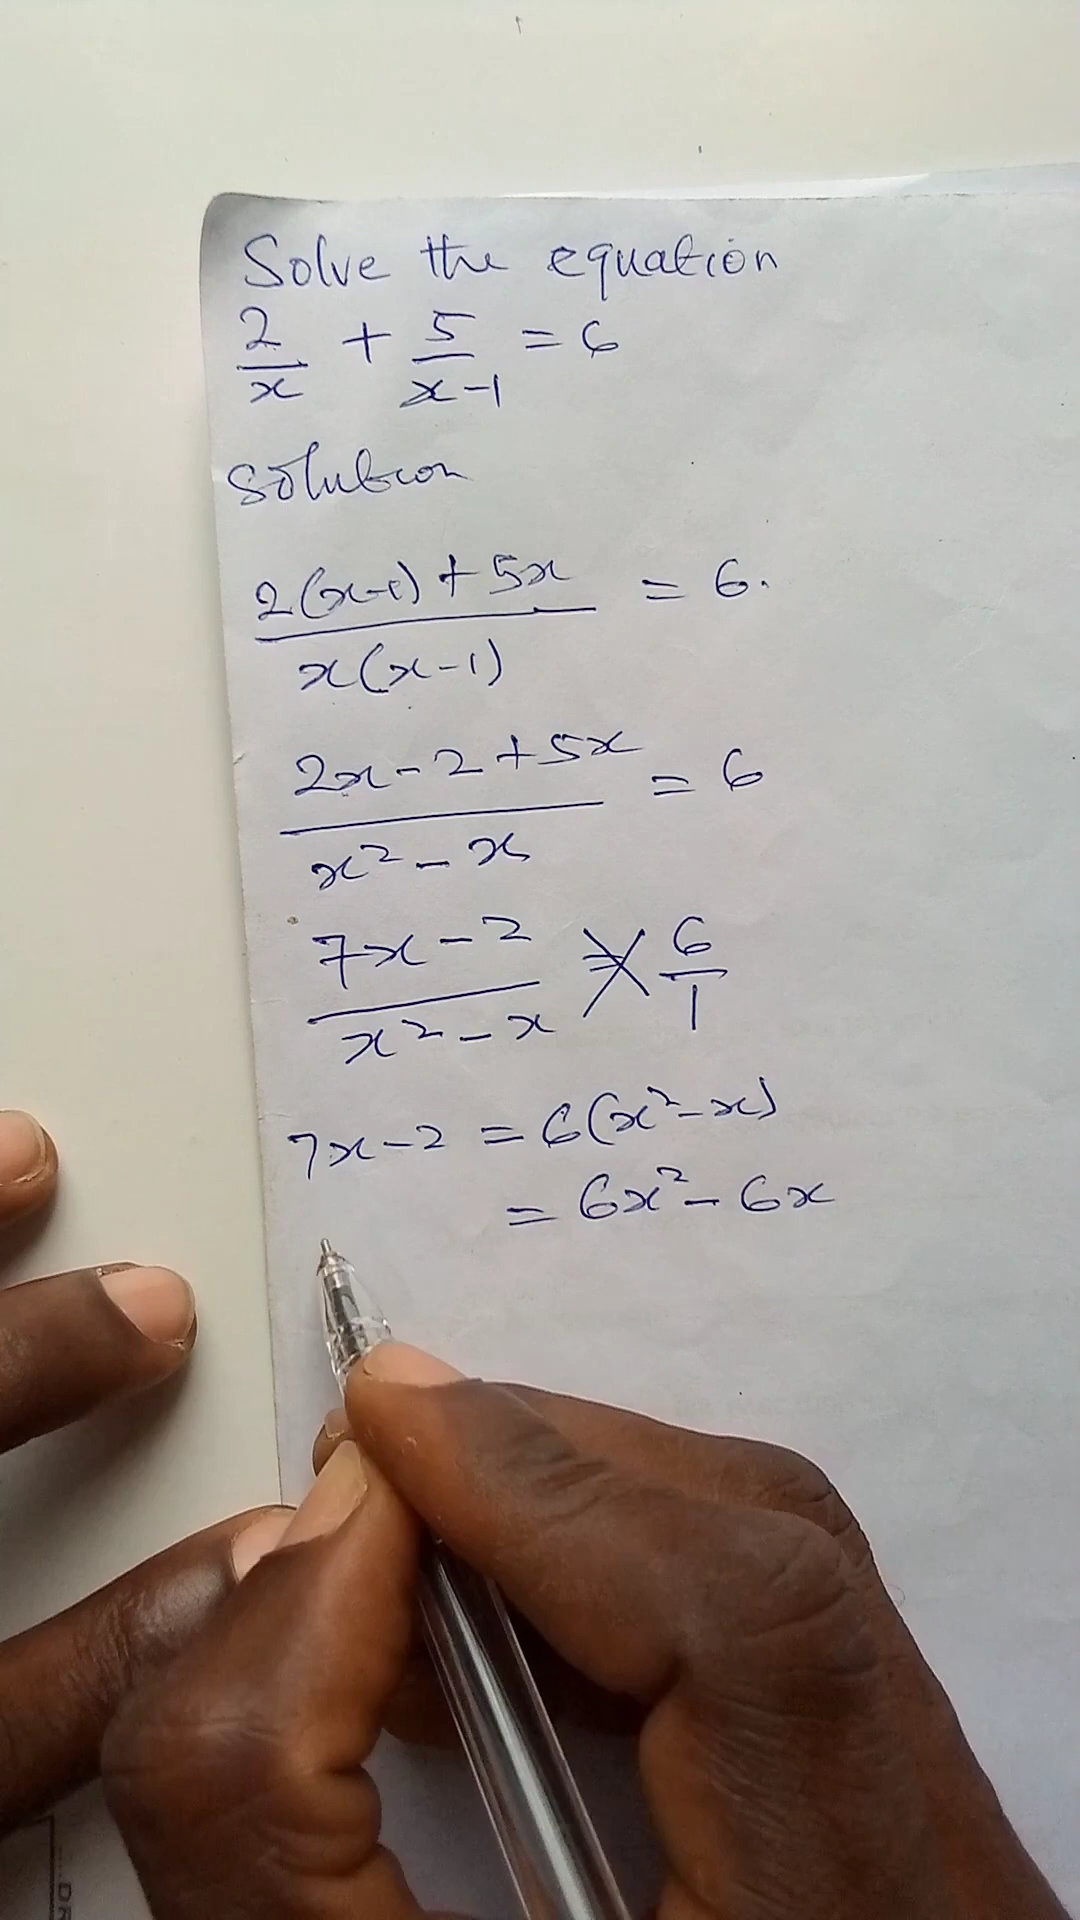 Solve the equation
2/x + 5/x-1 = 6
solution
2(x-1) + 5x / x(x-1) = 6.
2x-2+5x / x²-x = 6
7x-2 / x²-x = 6/1
7x-2 = 6(x²-x)
= 6x²-6x